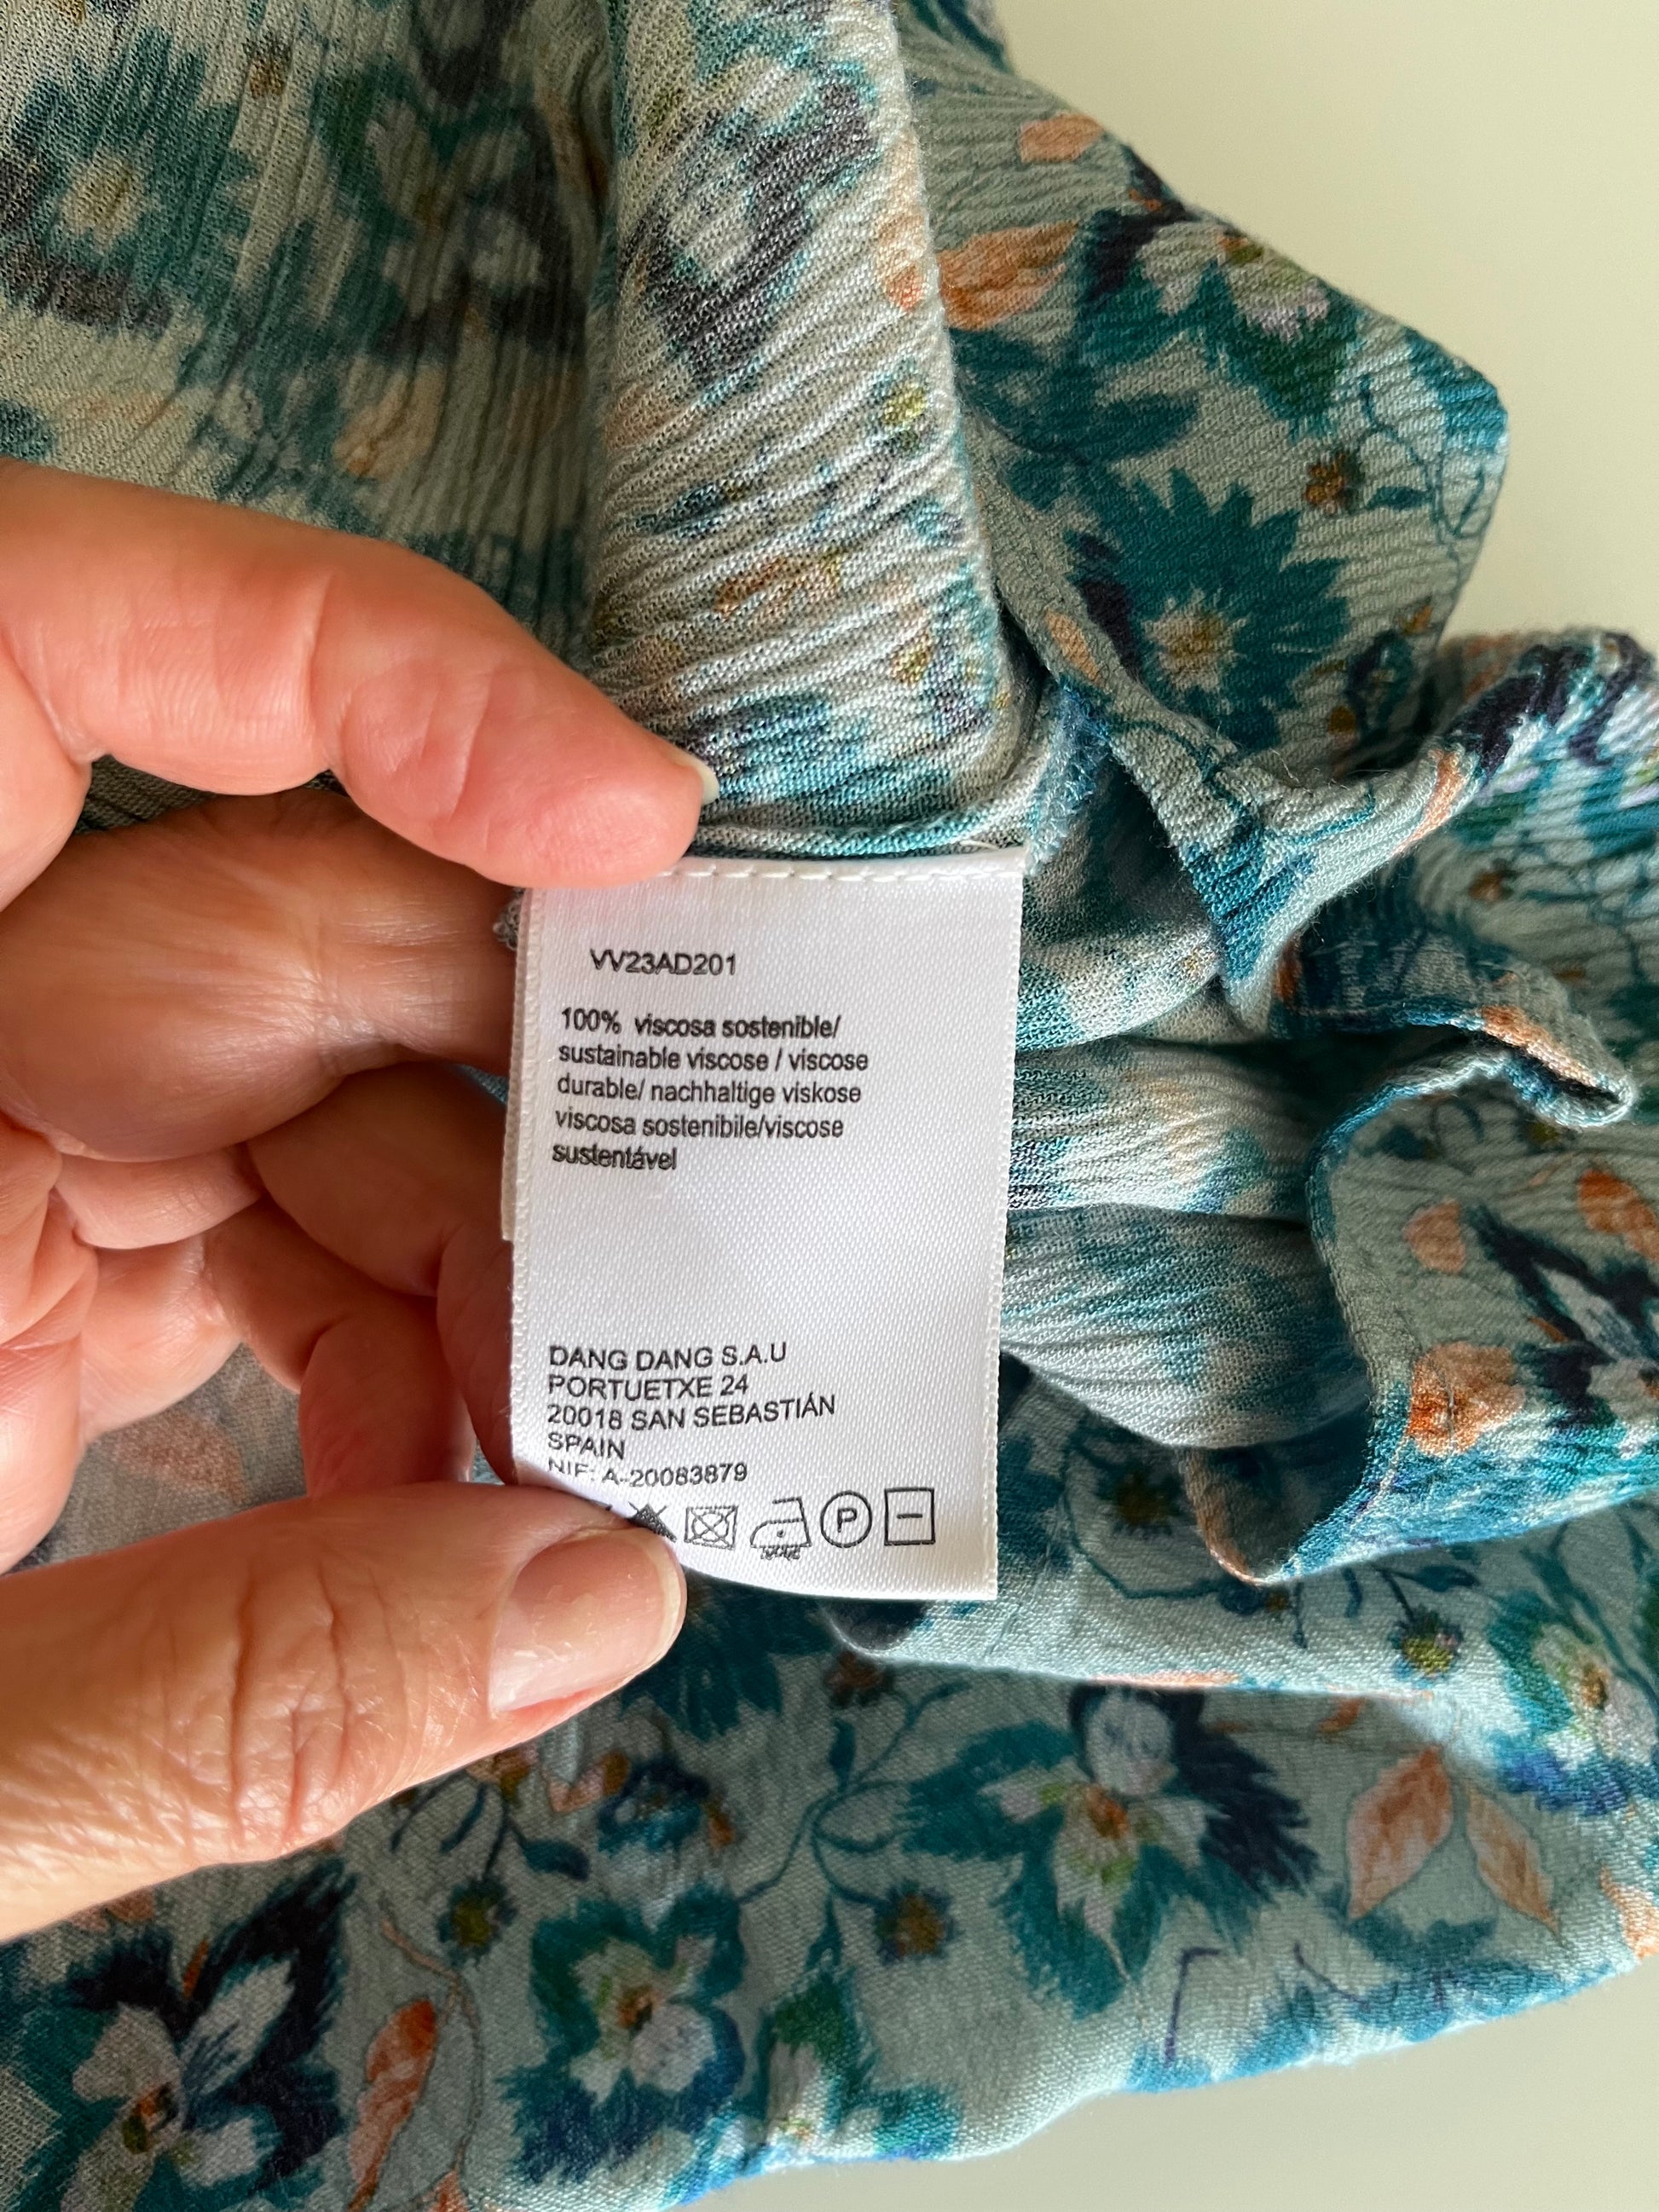 VV23AD201
100% viscosa sostenible/
sustainable viscose / viscose
durable/ nachhaltige viskose
viscosa sostenibile/viscose
sustentável
DANG DANG S.A.U
PORTUETXE 24
20018 SAN SEBASTIÁN
SPAIN
NIF: A-20083879
P